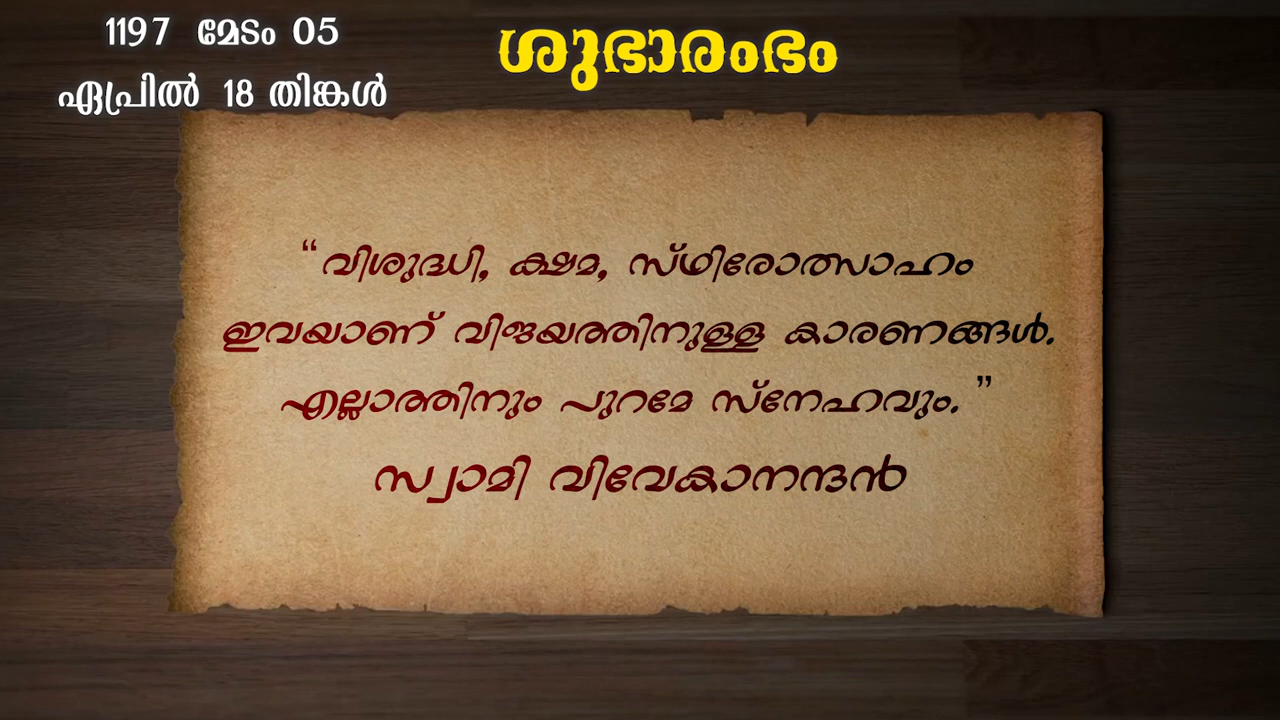 1197 മേടം 05
ഏപ്രിൽ 18 തിങ്കൾ
ശുഭാരംഭം
“വിശുദ്ധി, ക്ഷമ, സ്ഥിരോത്സാഹം
ഇവയാണ് വിജയത്തിനുള്ള കാരണങ്ങൾ.
എല്ലാത്തിനും പുറമേ സ്നേഹവും.”
സ്വാമി വിവേകാനന്ദൻ